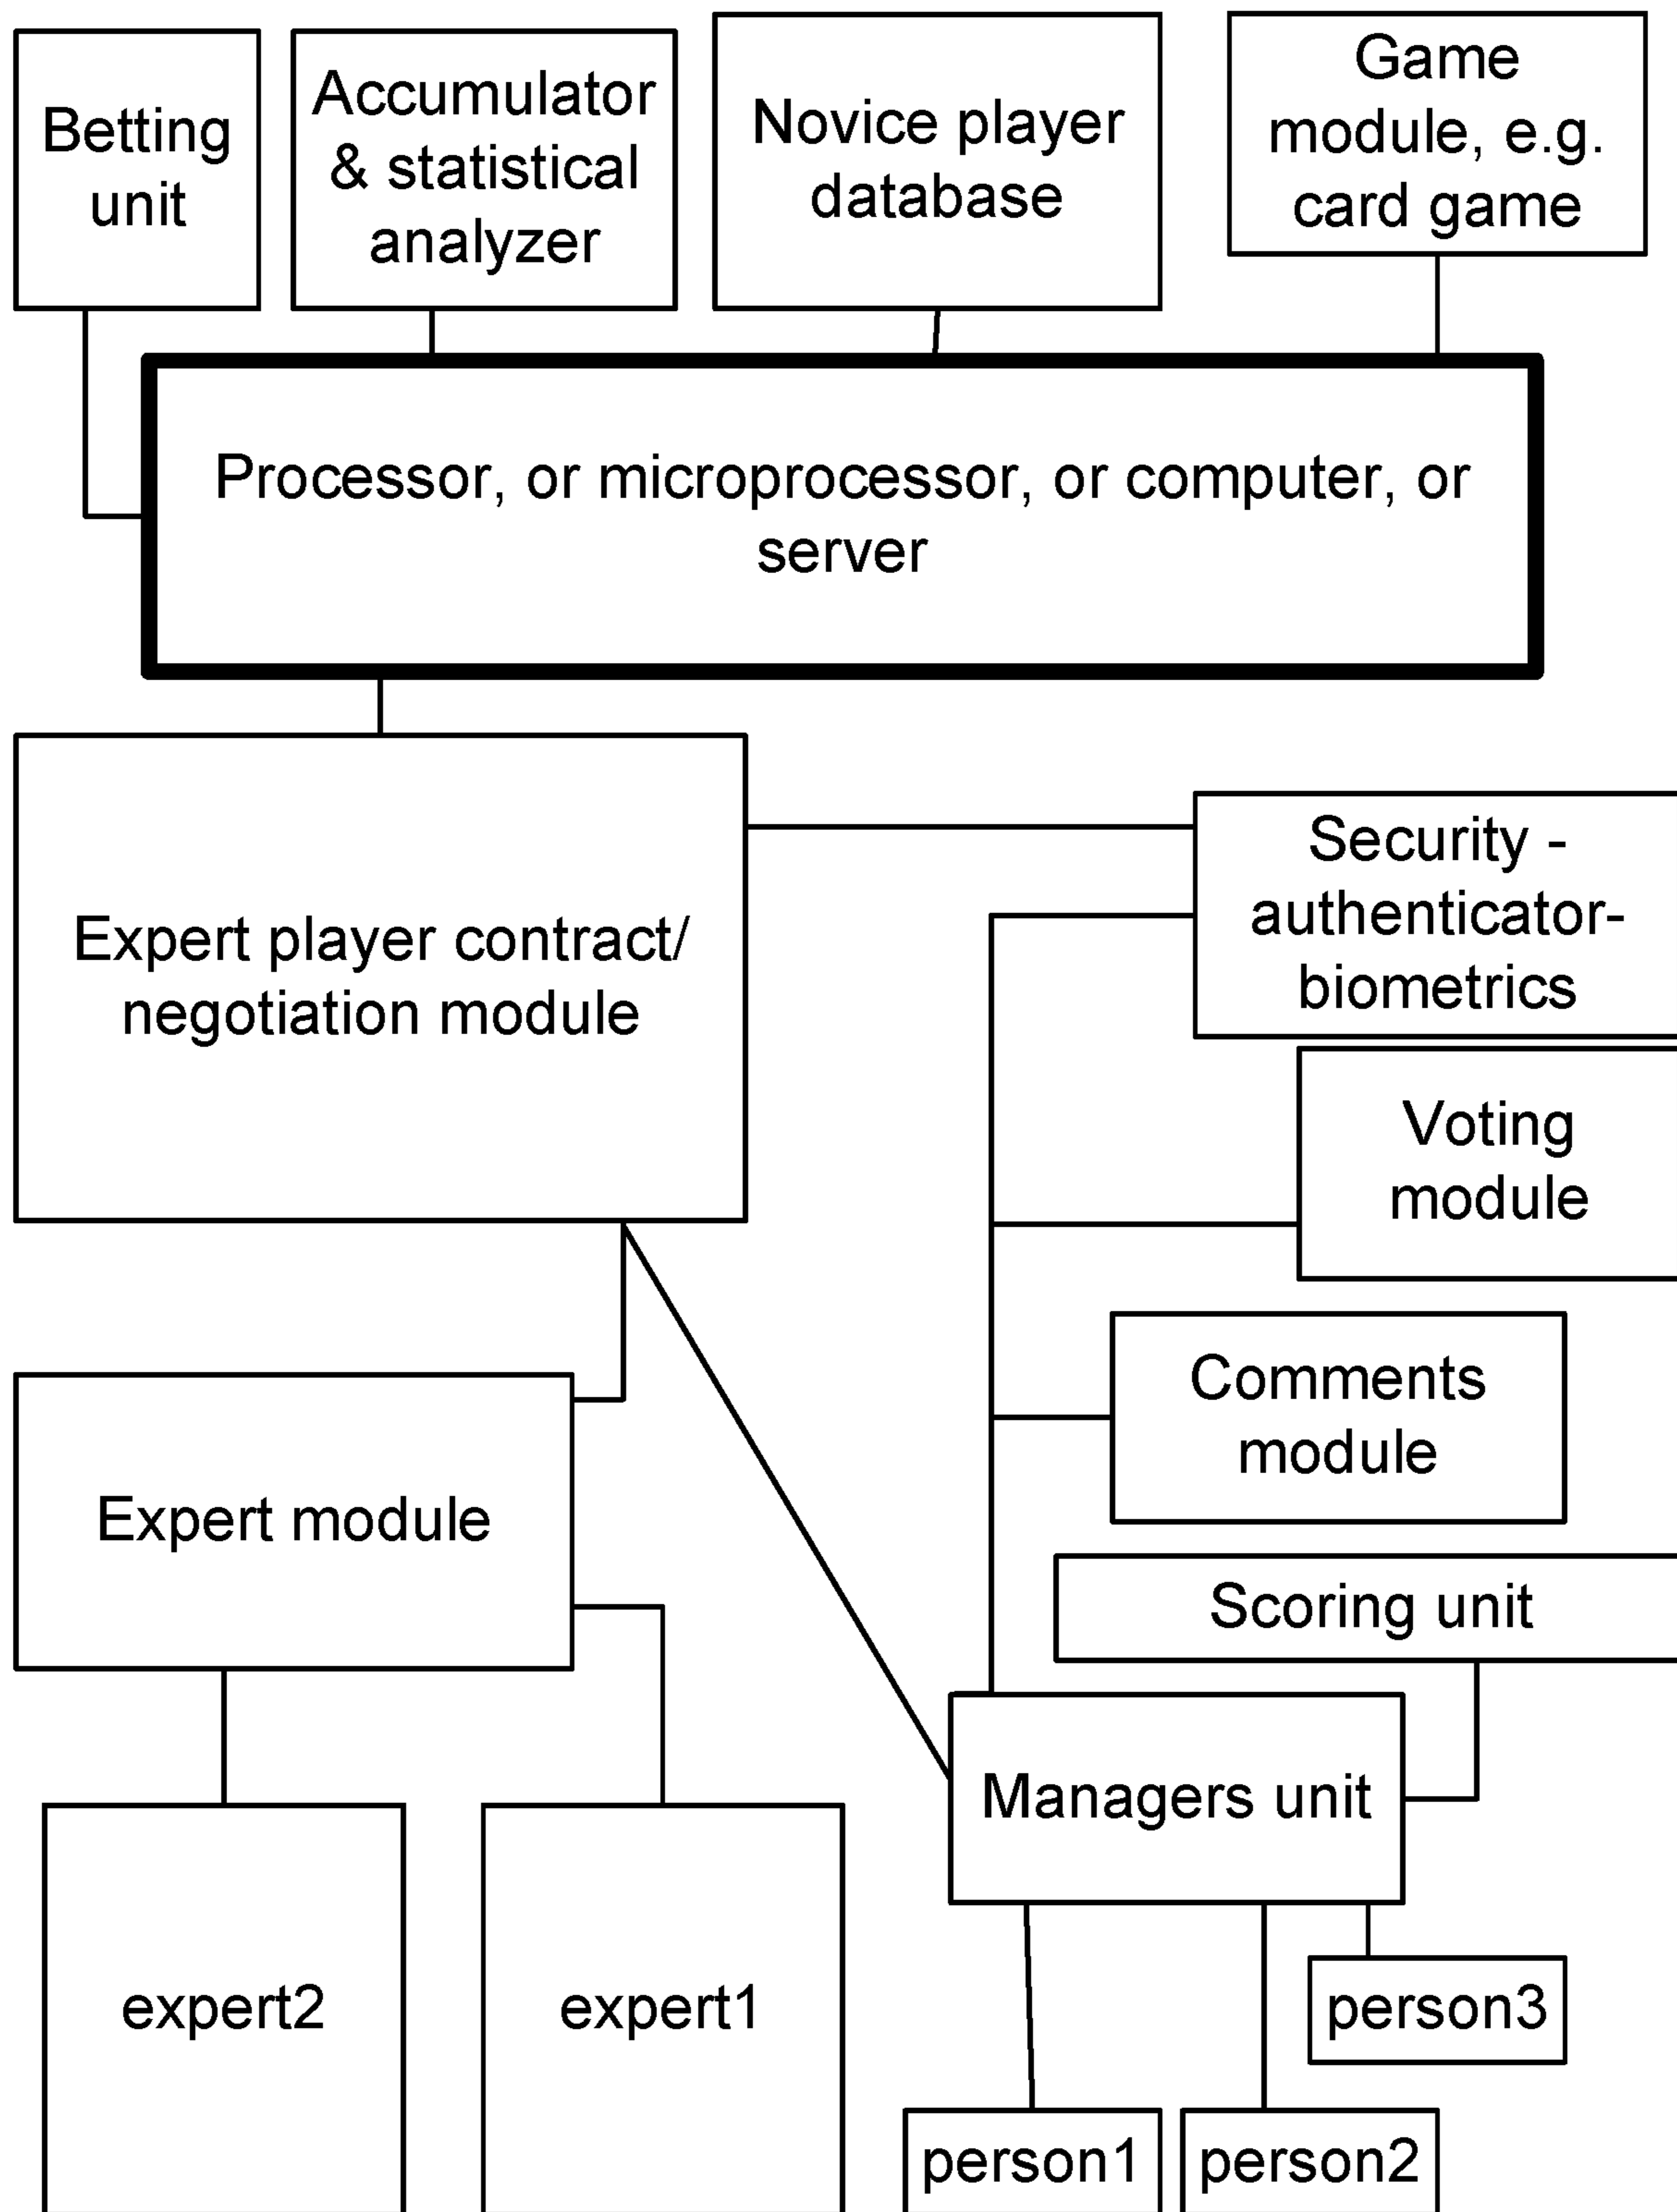 Betting
unit
Accumulator
& statistical
analyzer
Novice player
database
Game
module, e.g.
card game
Processor, or microprocessor, or computer, or
server
Expert player contract/
negotiation module
Security -
authenticator-
biometrics
Voting
module
Comments
module
Expert module
Scoring unit
Managers unit
expert2
expert1
person3
person1
person2